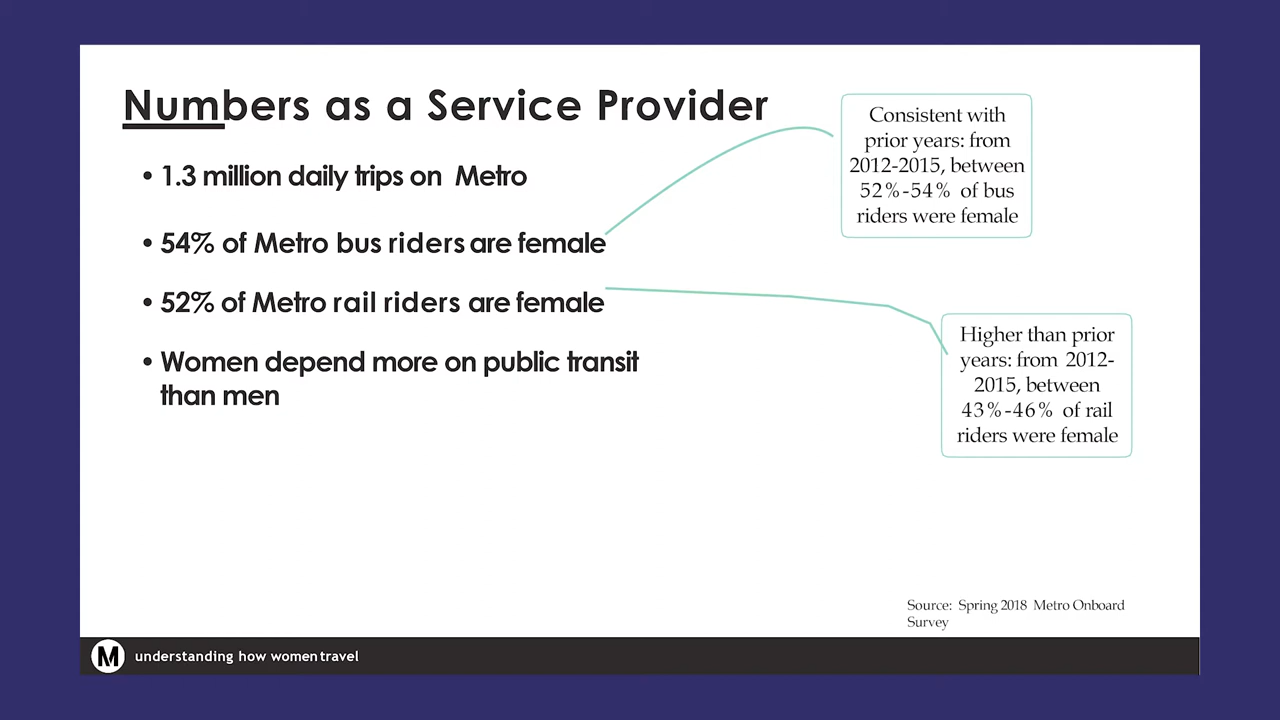 Numbers as a Service Provider
• 1.3 million daily trips on Metro
• 54% of Metro bus riders are female
• 52% of Metro rail riders are female
• Women depend more on public transit
than men
Consistent with
prior years: from
2012-2015, between
52%-54% of bus
riders were female
Higher than prior
years: from 2012-
2015, between
43%-46% of rail
riders were female
Source: Spring 2018 Metro Onboard
Survey
M understanding how women travel